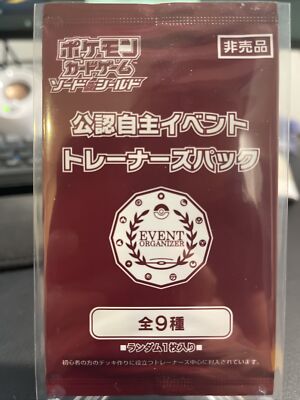 ポケモン
カードゲーム
ソード&シールド
非売品
公認自主イベント
トレーナーズパック
EVENT
ORGANIZER
全9種
■ランダム1枚入り■
初心者の方のデッキ作りに役立つトレーナーズ中心に封入されています。